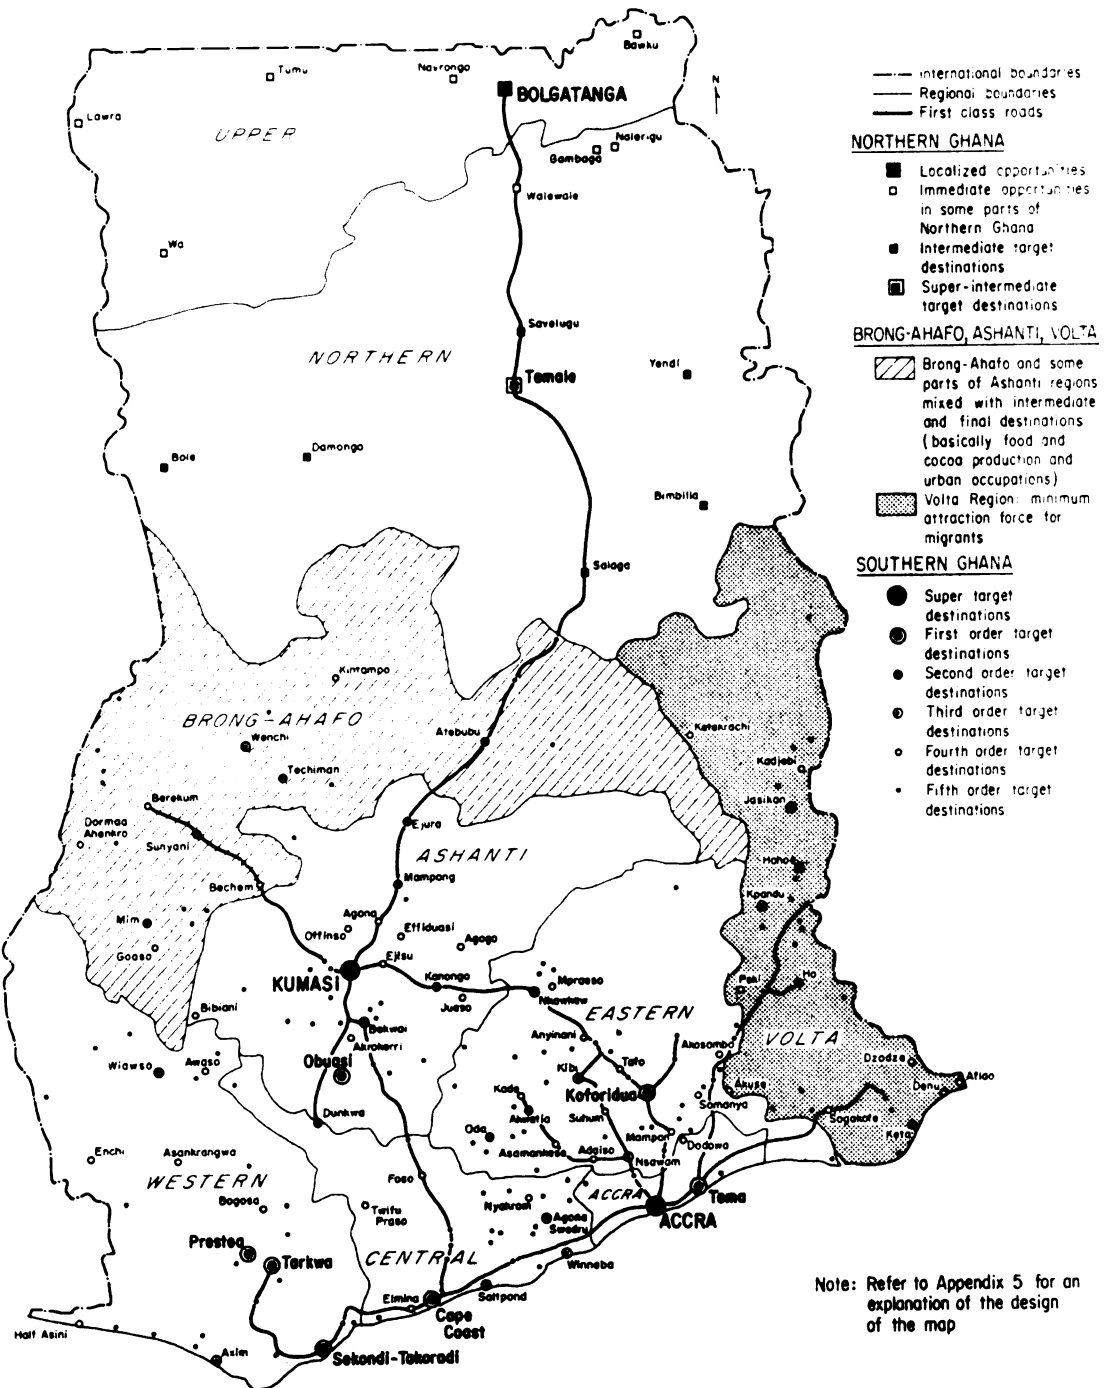 Bawku
Tumu
Navrongo
BOLGATANGA
Lawra
UPPER
Nalerigu
Gambaga
Walewale
Wa
N
International boundaries
Regional boundaries
First class roads
NORTHERN GHANA
Localized opportunities
Immediate opportunities
in some parts of
Northern Ghana
Intermediate target
destinations
Super-intermediate
target destinations
BRONG-AHAFO, ASHANTI, VOLTA
Brong-Ahafo and some
parts of Ashanti regions
mixed with intermediate
and final destinations
(basically food and
cocoa production and
urban occupations)
Volta Region: minimum
attraction force for
migrants
SOUTHERN GHANA
Super target
destinations
First order target
destinations
Second order target
destinations
Third order target
destinations
Fourth order target
destinations
Fifth order target
destinations
Savelugu
NORTHERN
Yendi
Tamale
Damongo
Bole
Bimbilla
Salaga
Kintampo
BRONG-AHAFO
Wenchi
Atebubu
Ketekrachi
Techiman
Kadjebi
Berekum
Jasikan
Dormaa
Ahenkro
Sunyani
Ejura
ASHANTI
Hahoe
Bechem
Mampong
Kpandu
Mim
Agona
Offinso
Effiduasi
Goaso
Agogo
Ejisu
KUMASI
Konongo
Mpraeso
Peki
Ho
Jueso
Nkawkaw
Bibiani
EASTERN
Bekwai
Anyinani
VOLTA
Akrokerri
Akosombo
Wiawso
Awaso
Obuasi
Tafo
Dzodze
Kibi
Aflao
Akuse
Denu
Kade
Koforidua
Somanya
Akwatia
Suhum
Sogakofe
Dunkwa
Keta
Oda
Mampon
Dodowa
Enchi
Asankrangwa
Asamankese
Adaiso
Nsawam
WESTERN
Foso
Bogoso
Nyakrom
ACCRA
Tema
Twifu
Praso
Agona
Swedru
ACCRA
Prestea
Tarkwa
CENTRAL
Winneba
Elmina
Saltpond
Cape
Coast
Half Asini
Axim
Sekondi-Takoradi
Note: Refer to Appendix 5 for an
explanation of the design
of the map